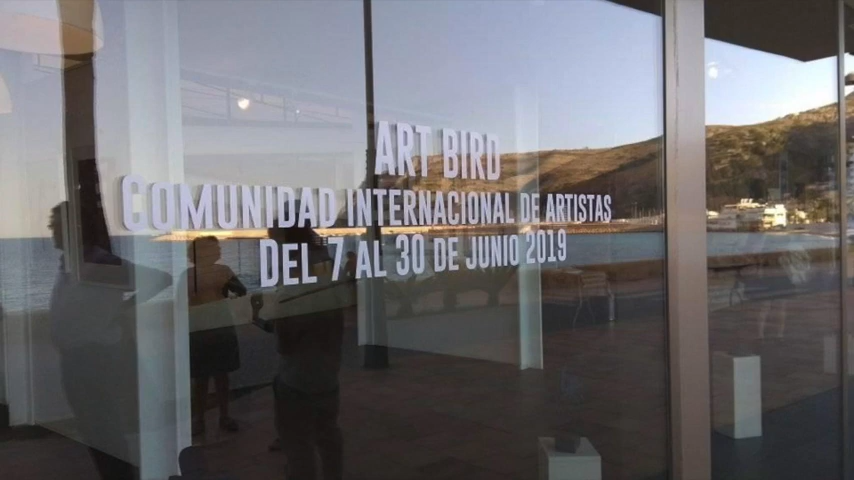 ART BIRD
COMUNIDAD INTERNACIONAL DE ARTISTAS
DEL 7 AL 30 DE JUNIO 2019